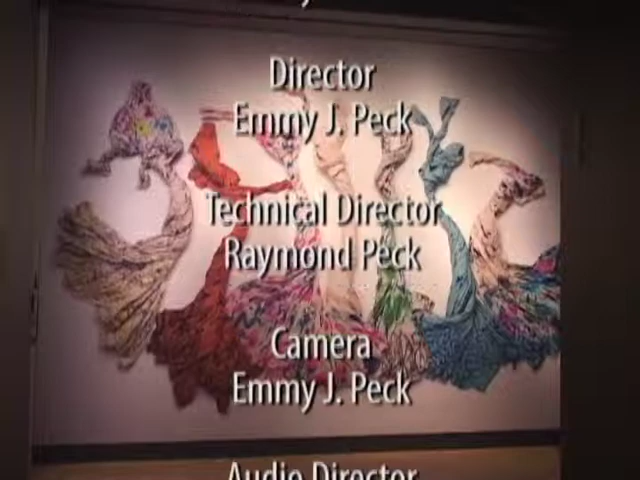 Director
Emmy J. Peck
Technical Director
Raymond Peck
Camera
Emmy J. Peck
Audio Director